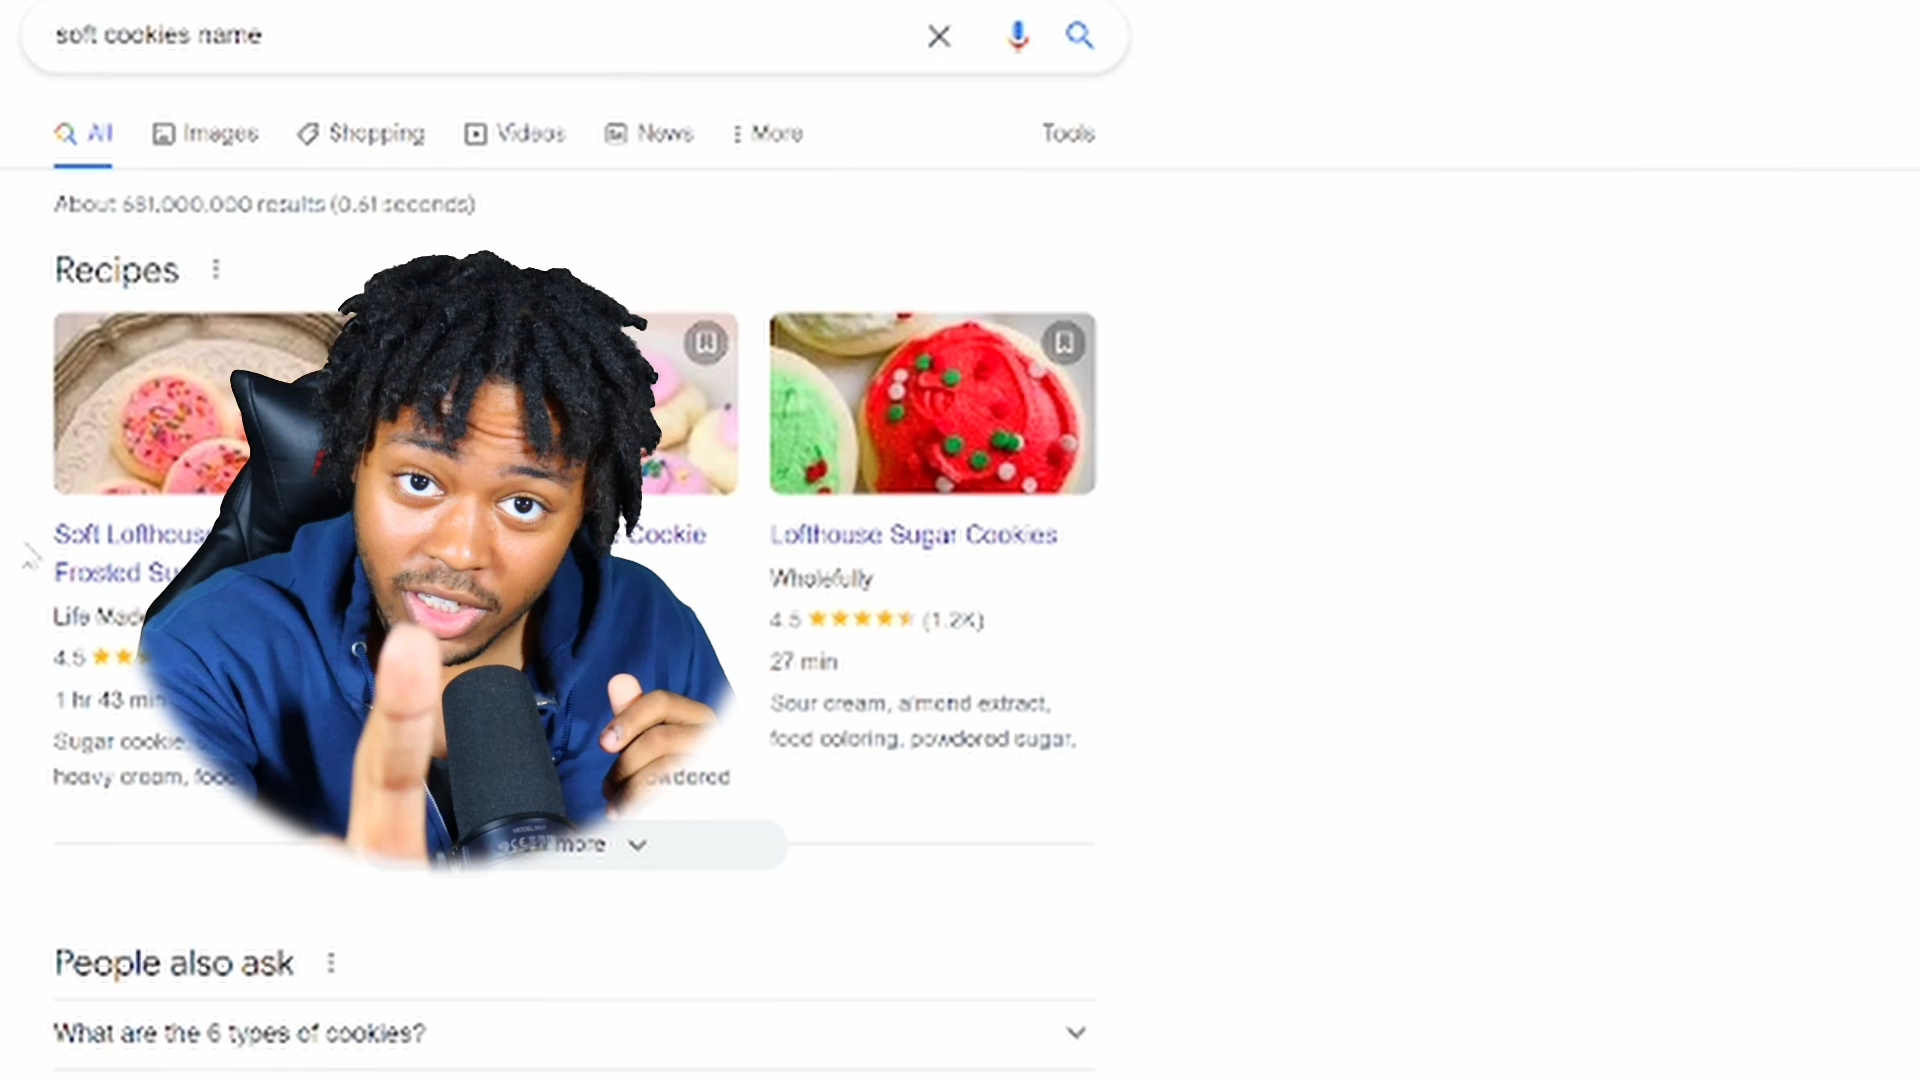 soft cookies name
All Images Shopping Videos News More Tools
About 681,000,000 results (0.61 seconds)
Recipes
Soft Lofthouse
Frosted
Life Made
4.5
1 hr 43 min
Sugar cookie
heavy cream,
Cookie
Lofthouse Sugar Cookies
Wholefully
4.5 (1.2K)
27 min
Sour cream, almond extract,
food coloring, powdered sugar,
more
People also ask
What are the 6 types of cookies?